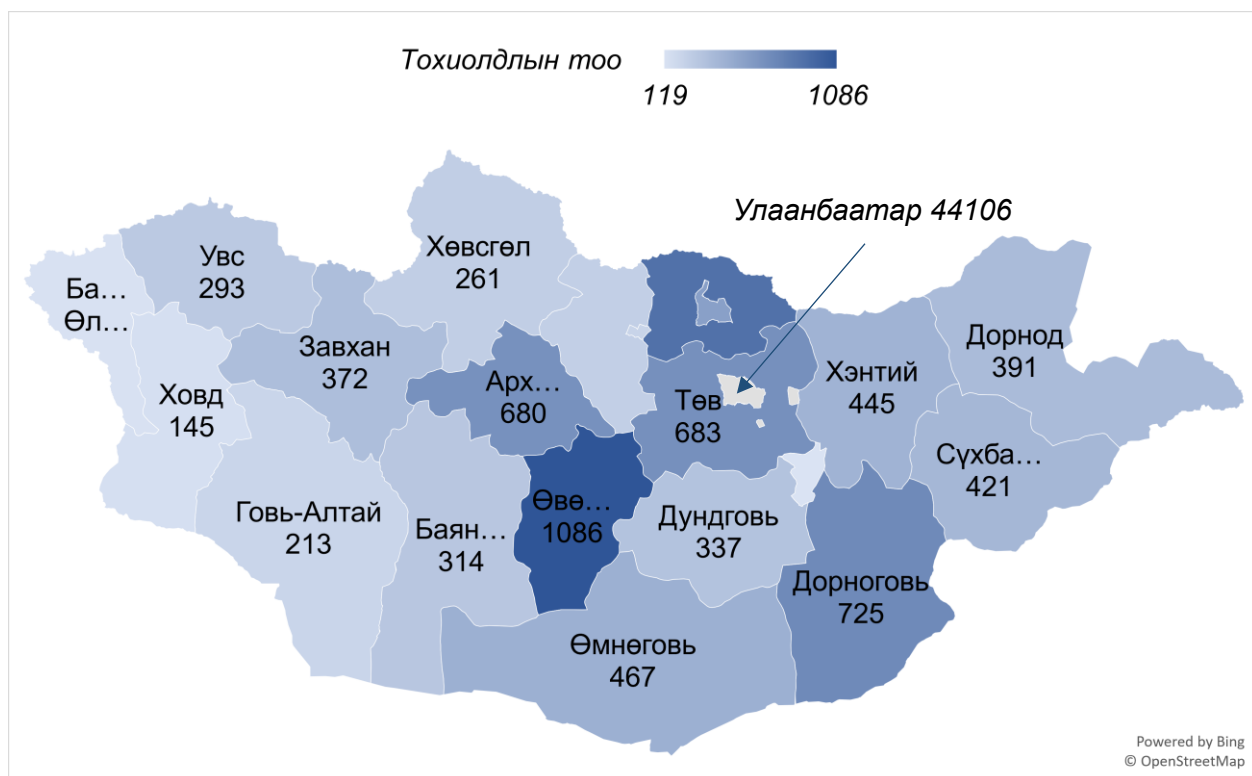 Тохиолдлын тоо
119 1086
Улаанбаатар 44106
Увс
293
Хөвсгөл
261
Ба…
Өл…
Завхан
372
Ховд
145
Арх…
680
Төв
683
Хэнтий
445
Дорнод
391
Сүхба…
421
Говь-Алтай
213
Баян…
314
Өвө…
1086
Дундговь
337
Дорноговь
725
Өмнөговь
467
Powered by Bing
© OpenStreetMap